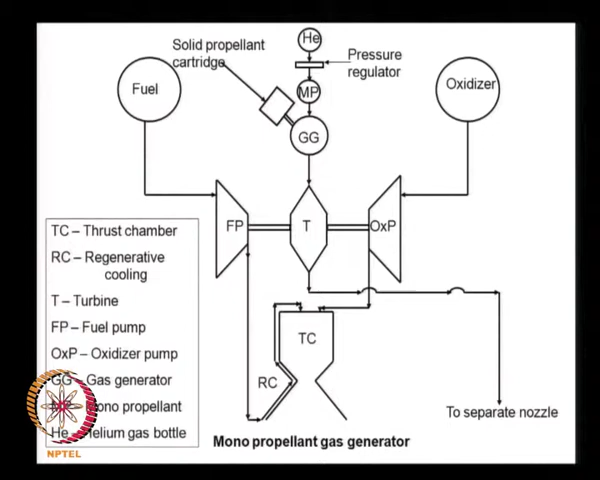 He
Solid propellant
cartridge
Pressure
regulator
Fuel
MP
Oxidizer
GG
FP
T
OxP
TC – Thrust chamber
RC – Regenerative
cooling
T – Turbine
FP – Fuel pump
OxP – Oxidizer pump
GG – Gas generator
TC
RC
propellant
gas bottle
To separate nozzle
Mono propellant gas generator
NPTEL